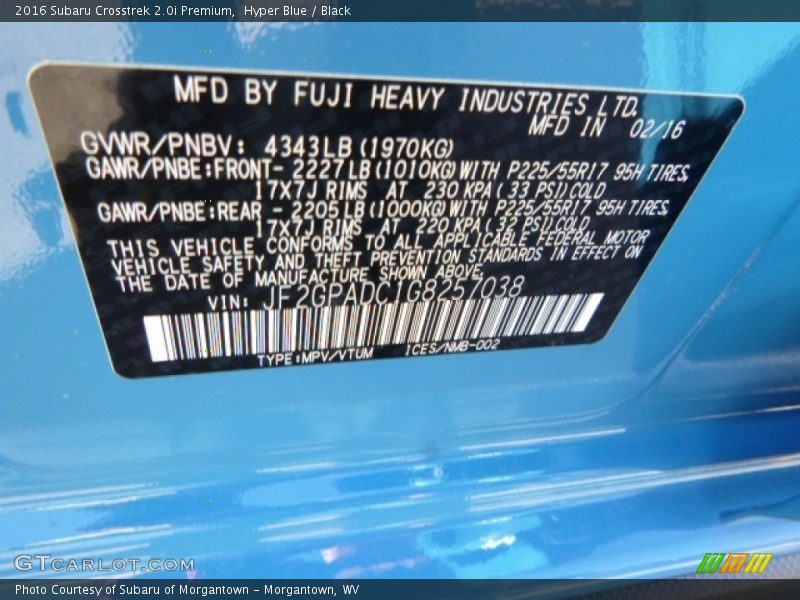 2016 Subaru Crosstrek 2.0i Premium, Hyper Blue / Black
MFD BY FUJI HEAVY INDUSTRIES LTD.
MFD IN 02/16
GVWR/PNBV: 4343LB (1970KG)
GAWR/PNBE:FRONT- 2227 LB (1010KG) WITH P225/55R17 95H TIRES,
17X7J RIMS AT 230 KPA ( 33 PSI) COLD
GAWR/PNBE:REAR - 2205 LB (1000KG) WITH P225/55R17 95H TIRES,
17X7J RIMS AT 220 KPA ( 32 PSI) COLD
THIS VEHICLE CONFORMS TO ALL APPLICABLE FEDERAL MOTOR
VEHICLE SAFETY AND THEFT PREVENTION STANDARDS IN EFFECT ON
THE DATE OF MANUFACTURE SHOWN ABOVE.
VIN: JF2GPADC1G8257038
TYPE:MPV/VTUM ICES/NMB-002
GTCARLOT.COM
Photo Courtesy of Subaru of Morgantown - Morgantown, WV